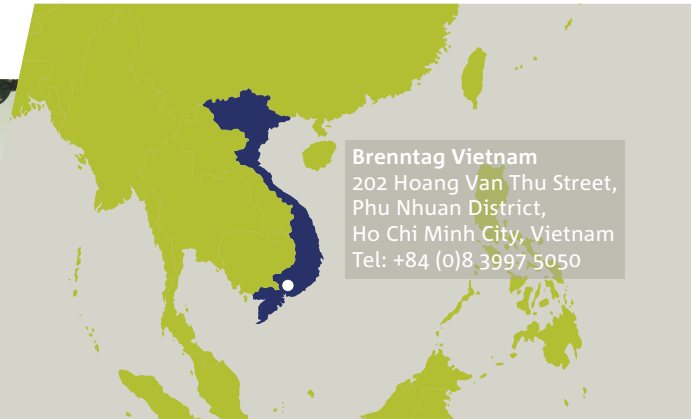 Brenntag Vietnam
202 Hoang Van Thu Street,
Phu Nhuan District,
Ho Chi Minh City, Vietnam
Tel: +84 (0)8 3997 5050